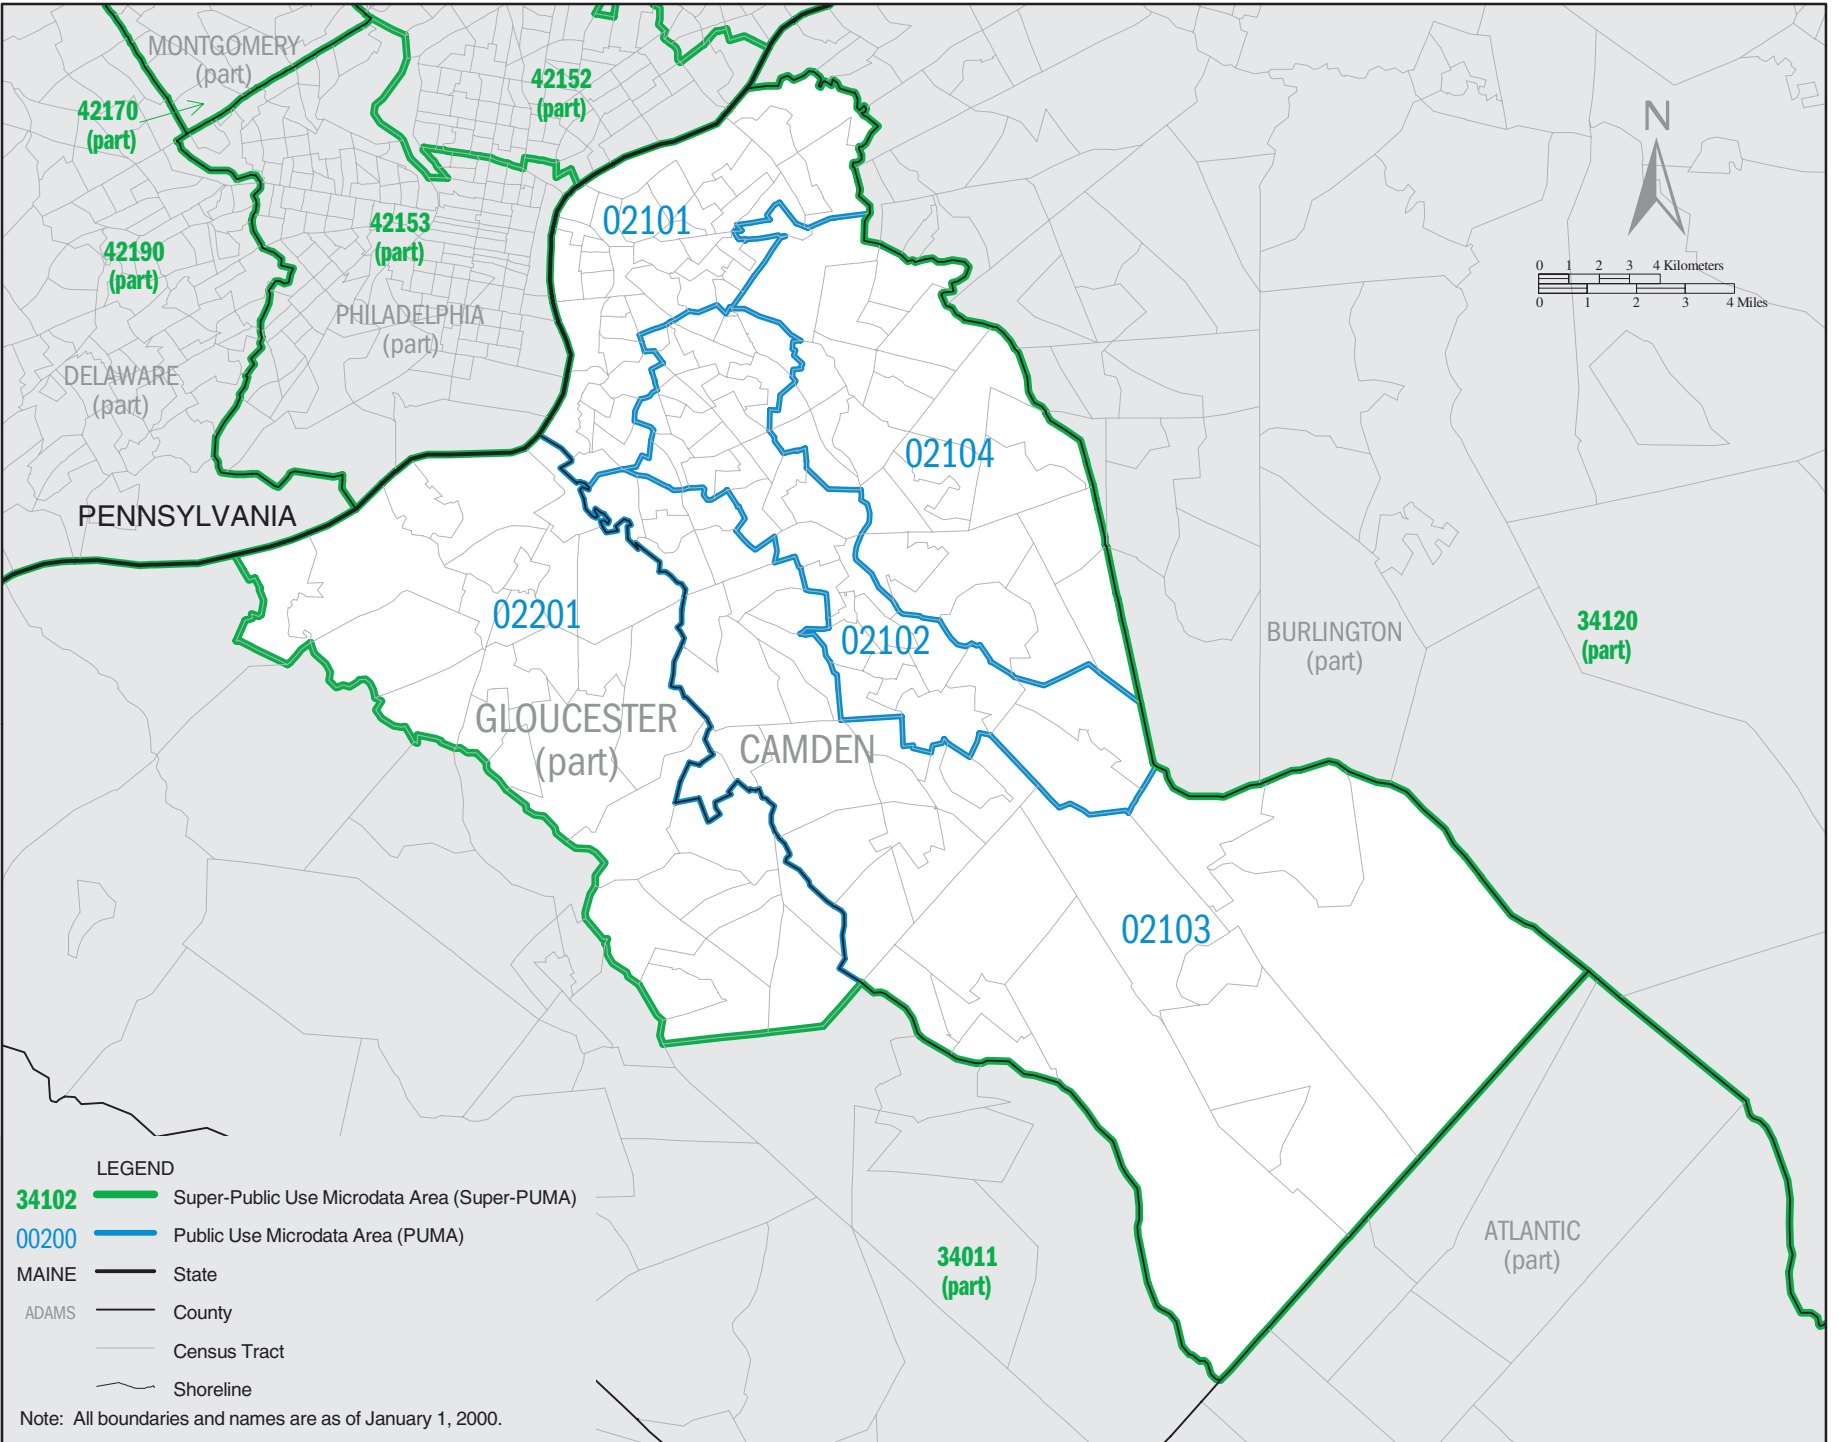 MONTGOMERY
(part)
42170
(part)
42152
(part)
N
42153
(part)
42190
(part)
02101
0 1 2 3 4 Kilometers
0 1 2 3 4 Miles
PHILADELPHIA
(part)
DELAWARE
(part)
02104
PENNSYLVANIA
02201
02102
BURLINGTON
(part)
34120
(part)
GLOUCESTER
(part)
CAMDEN
02103
34011
(part)
ATLANTIC
(part)
LEGEND
34102 Super-Public Use Microdata Area (Super-PUMA)
00200 Public Use Microdata Area (PUMA)
MAINE State
ADAMS County
Census Tract
Shoreline
Note: All boundaries and names are as of January 1, 2000.